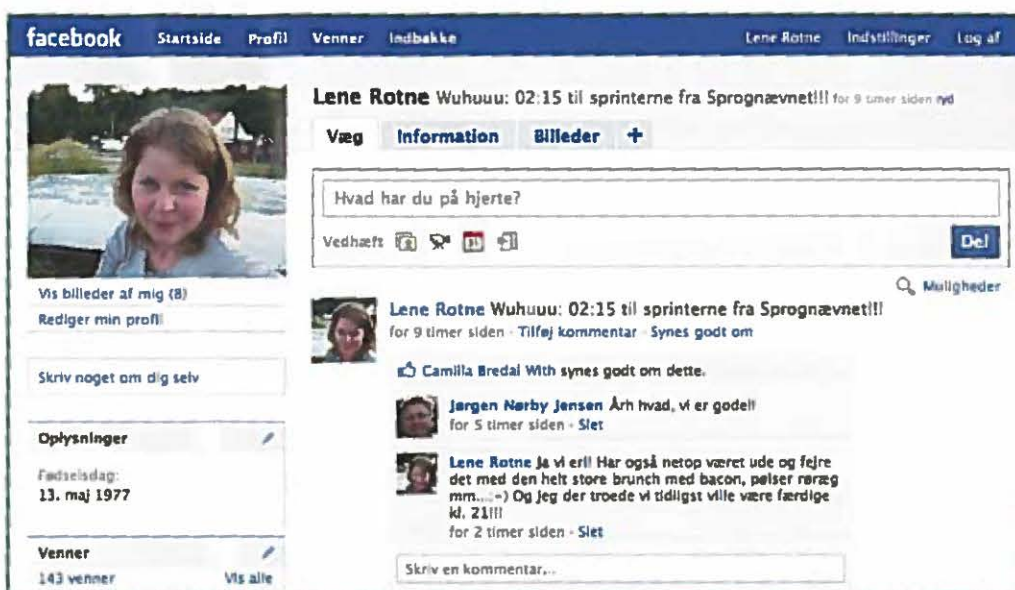 facebook Startside Profil Venner Indbakke Lene Rotne Indstillinger Log af
Lene Rotne Wuhuuu: 02:15 til sprinterne fra Sprognævnet!!! for 9 timer siden ryd
Væg Information Billeder +
Hvad har du på hjerte?
Vedhæft 31 Del
Muligheder
Vis billeder af mig (8)
Rediger min profil
Skriv noget om dig selv
Oplysninger
Fødselsdag:
13. maj 1977
Venner
143 venner Vis alle
Lene Rotne Wuhuuu: 02:15 til sprinterne fra Sprognævnet!!!
for 9 timer siden · Tilføj kommentar · Synes godt om
Camilla Bredal With synes godt om dette.
Jørgen Nørby Jensen Årh hvad, vi er gode!!
for 5 timer siden · Slet
Lene Rotne Ja vi er!! Har også netop været ude og fejre
det med den helt store brunch med bacon, pølser røræg
mm...:-) Og jeg der troede vi tidligst ville være færdige
kl. 21!!!
for 2 timer siden · Slet
Skriv en kommentar...